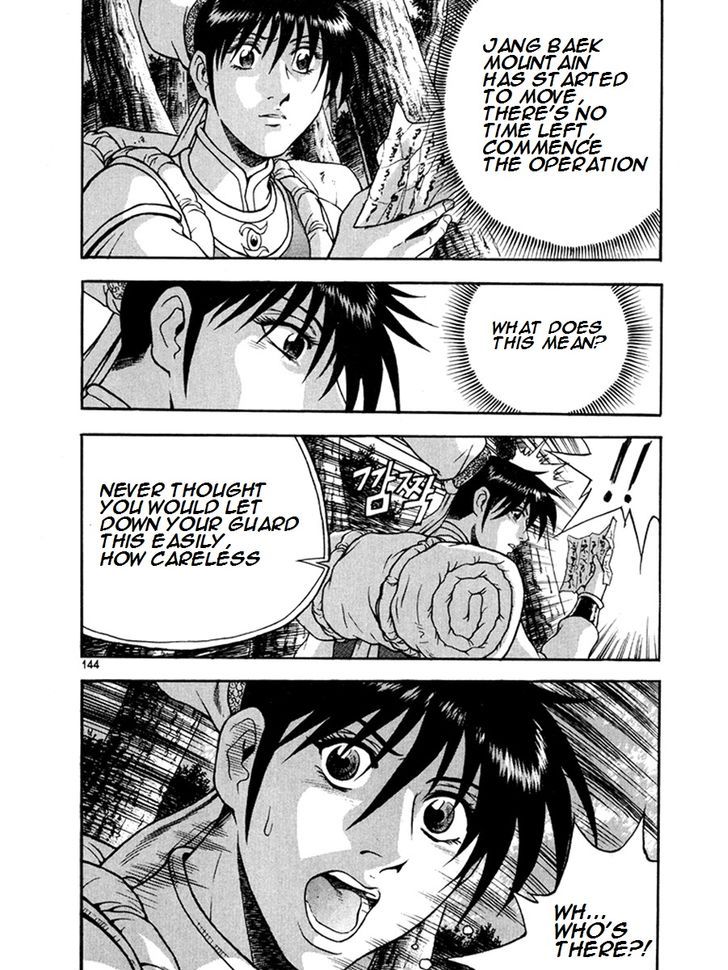 JANG BAEK
MOUNTAIN
HAS STARTED
TO MOVE,
THERE'S NO
TIME LEFT,
COMMENCE
THE OPERATION
WHAT DOES
THIS MEAN?
깜짝
!!
NEVER THOUGHT
YOU WOULD LET
DOWN YOUR GUARD
THIS EASILY,
HOW CARELESS
144
WH...
WHO'S
THERE?!